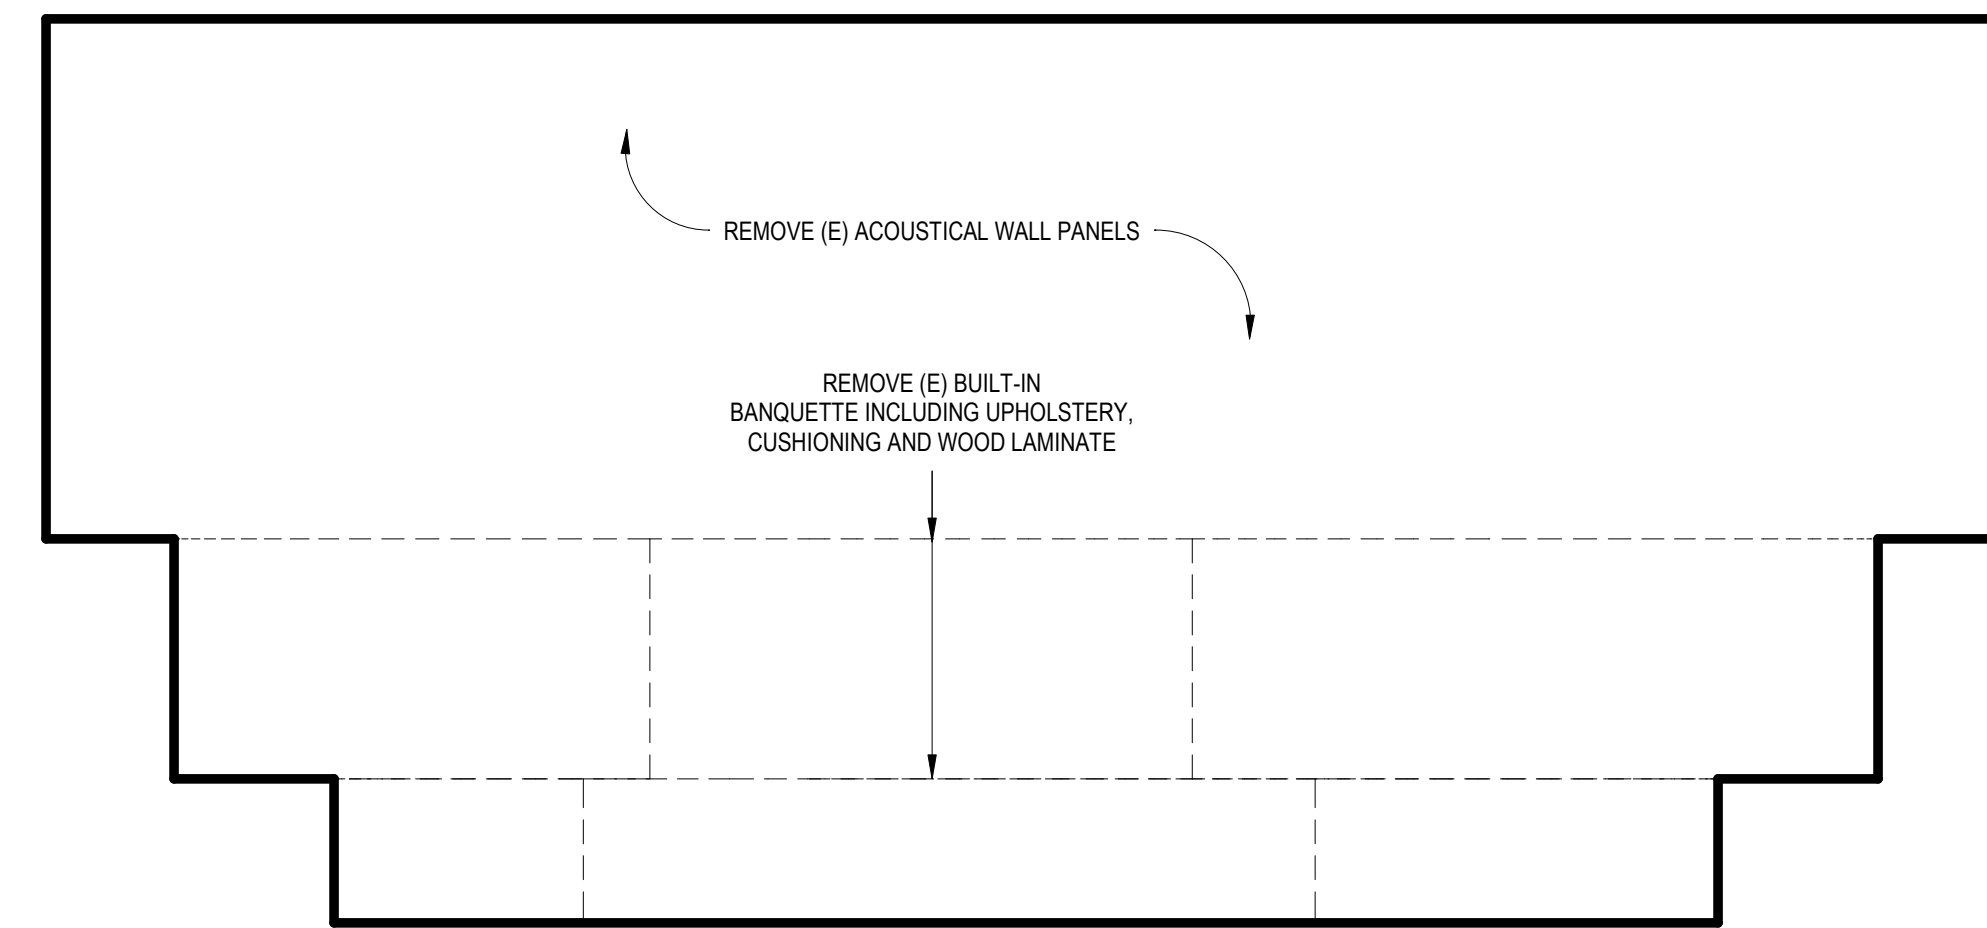 REMOVE (E) ACOUSTICAL WALL PANELS
REMOVE (E) BUILT-IN
BANQUETTE INCLUDING UPHOLSTERY,
CUSHIONING AND WOOD LAMINATE